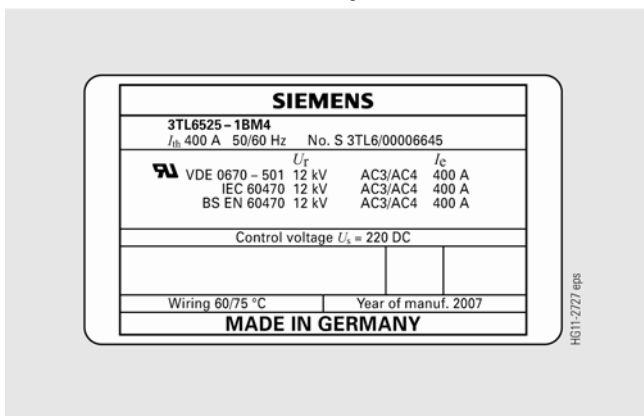 SIEMENS
3TL6525 – 1BM4
Ith 400 A 50/60 Hz No. S 3TL6/00006645
Ur Ie
VDE 0670 – 501 12 kV AC3/AC4 400 A
IEC 60470 12 kV AC3/AC4 400 A
BS EN 60470 12 kV AC3/AC4 400 A
Control voltage Us = 220 DC
Wiring 60/75 °C Year of manuf. 2007
MADE IN GERMANY
HG11-2727 eps